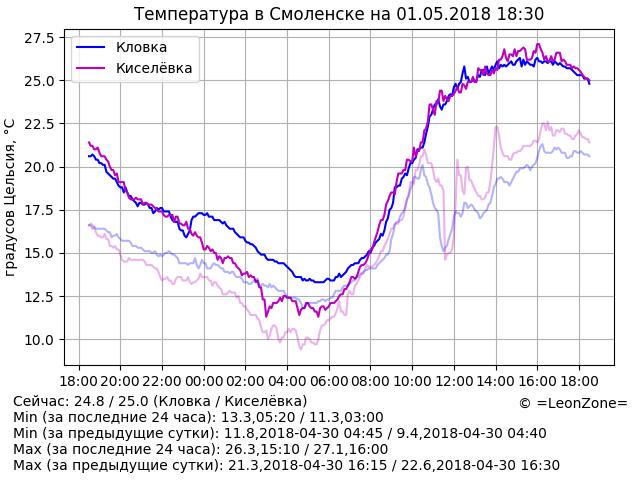 Температура в Смоленске на 01.05.2018 18:30
27.5
Кловка
Киселёвка
25.0
22.5
20.0
17.5
15.0
12.5
10.0
градусов Цельсия, °C
18:00 20:00 22:00 00:00 02:00 04:00 06:00 08:00 10:00 12:00 14:00 16:00 18:00
Сейчас: 24.8 / 25.0 (Кловка / Киселёвка)
© =LeonZone=
Min (за последние 24 часа): 13.3,05:20 / 11.3,03:00
Min (за предыдущие сутки): 11.8,2018-04-30 04:45 / 9.4,2018-04-30 04:40
Max (за последние 24 часа): 26.3,15:10 / 27.1,16:00
Max (за предыдущие сутки): 21.3,2018-04-30 16:15 / 22.6,2018-04-30 16:30